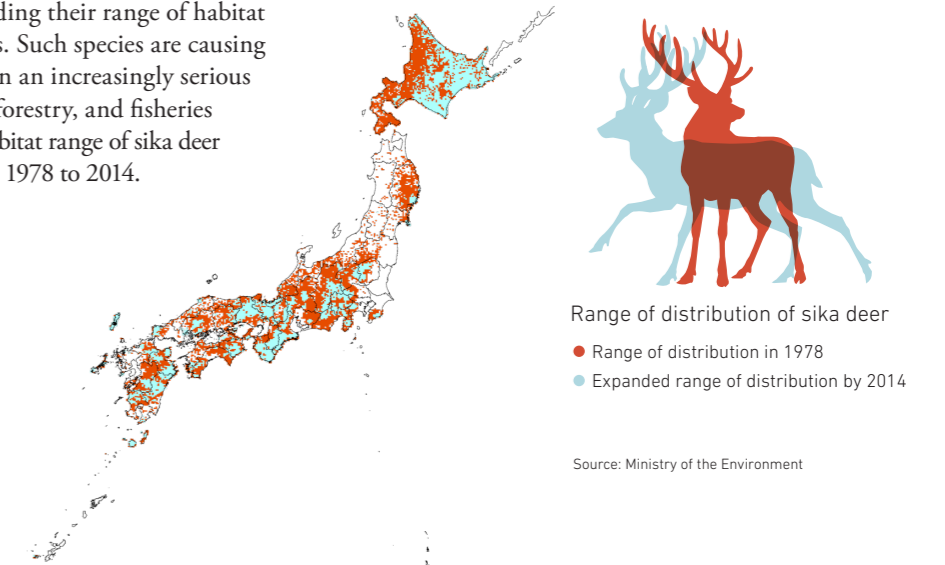 ding their range of habitat
s. Such species are causing
n an increasingly serious
forestry, and fisheries
bitat range of sika deer
1978 to 2014.
Range of distribution of sika deer
Range of distribution in 1978
Expanded range of distribution by 2014
Source: Ministry of the Environment